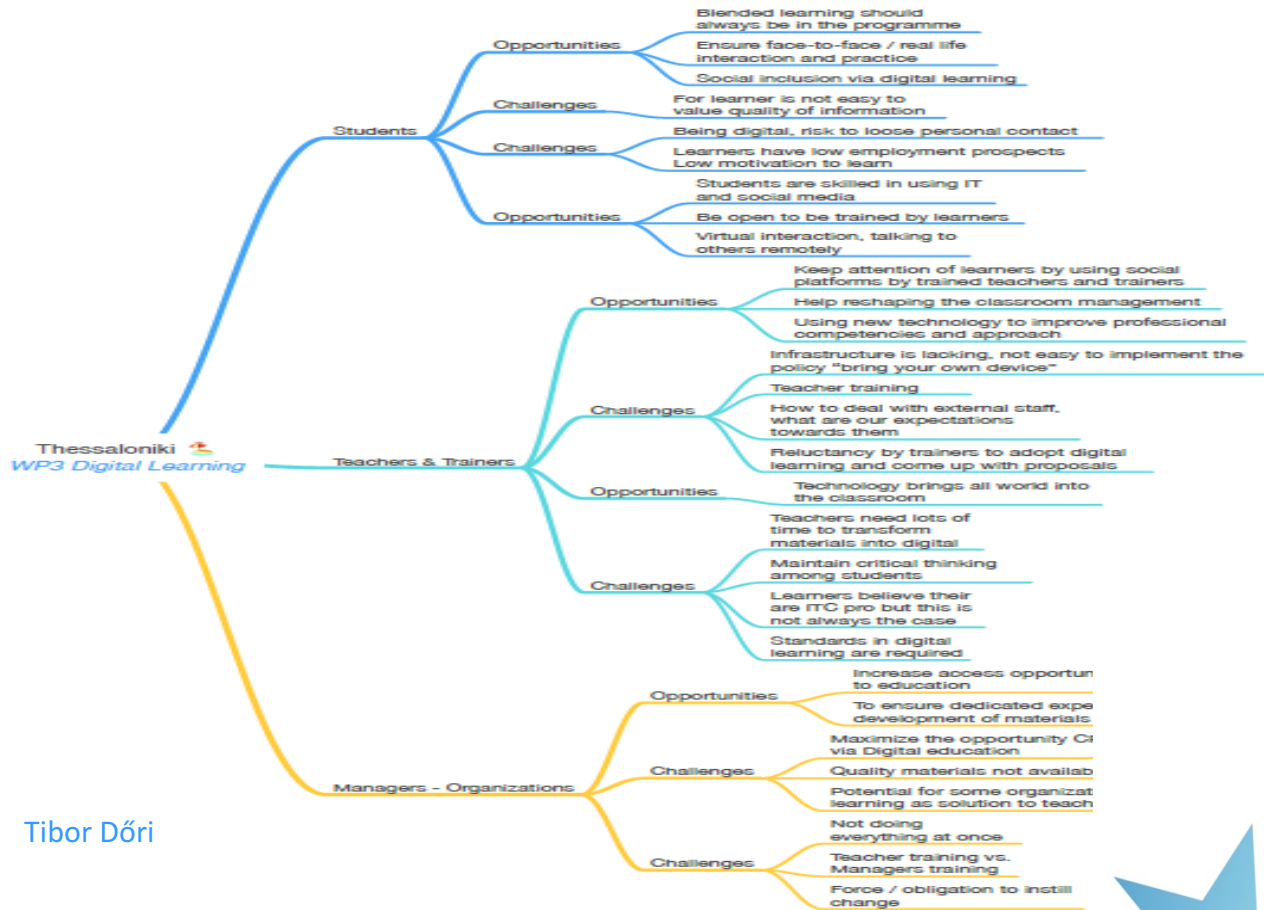 Blended learning should
always be in the programme
Opportunities
Ensure face-to-face / real life
interaction and practice
Social inclusion via digital learning
Challenges
For learner is not easy to
value quality of information
Students
Challenges
Being digital, risk to loose personal contact
Learners have low employment prospects
Low motivation to learn
Opportunities
Students are skilled in using IT
and social media
Be open to be trained by learners
Virtual interaction, talking to
others remotely
Opportunities
Keep attention of learners by using social
platforms by trained teachers and trainers
Help reshaping the classroom management
Using new technology to improve professional
competencies and approach
Challenges
Infrastructure is lacking, not easy to implement the
policy "bring your own device"
Teacher training
How to deal with external staff,
what are our expectations
towards them
Reluctancy by trainers to adopt digital
learning and come up with proposals
Thessaloniki
WP3 Digital Learning
Teachers & Trainers
Opportunities
Technology brings all world into
the classroom
Challenges
Teachers need lots of
time to transform
materials into digital
Maintain critical thinking
among students
Learners believe their
are ITC pro but this is
not always the case
Standards in digital
learning are required
Opportunities
Increase access opportun
to education
To ensure dedicated expe
development of materials
Managers - Organizations
Challenges
Maximize the opportunity
via Digital education
Quality materials not availab
Potential for some organizat
learning as solution to teach
Challenges
Not doing
everything at once
Teacher training vs.
Managers training
Force / obligation to instill
change
Tibor Dőri